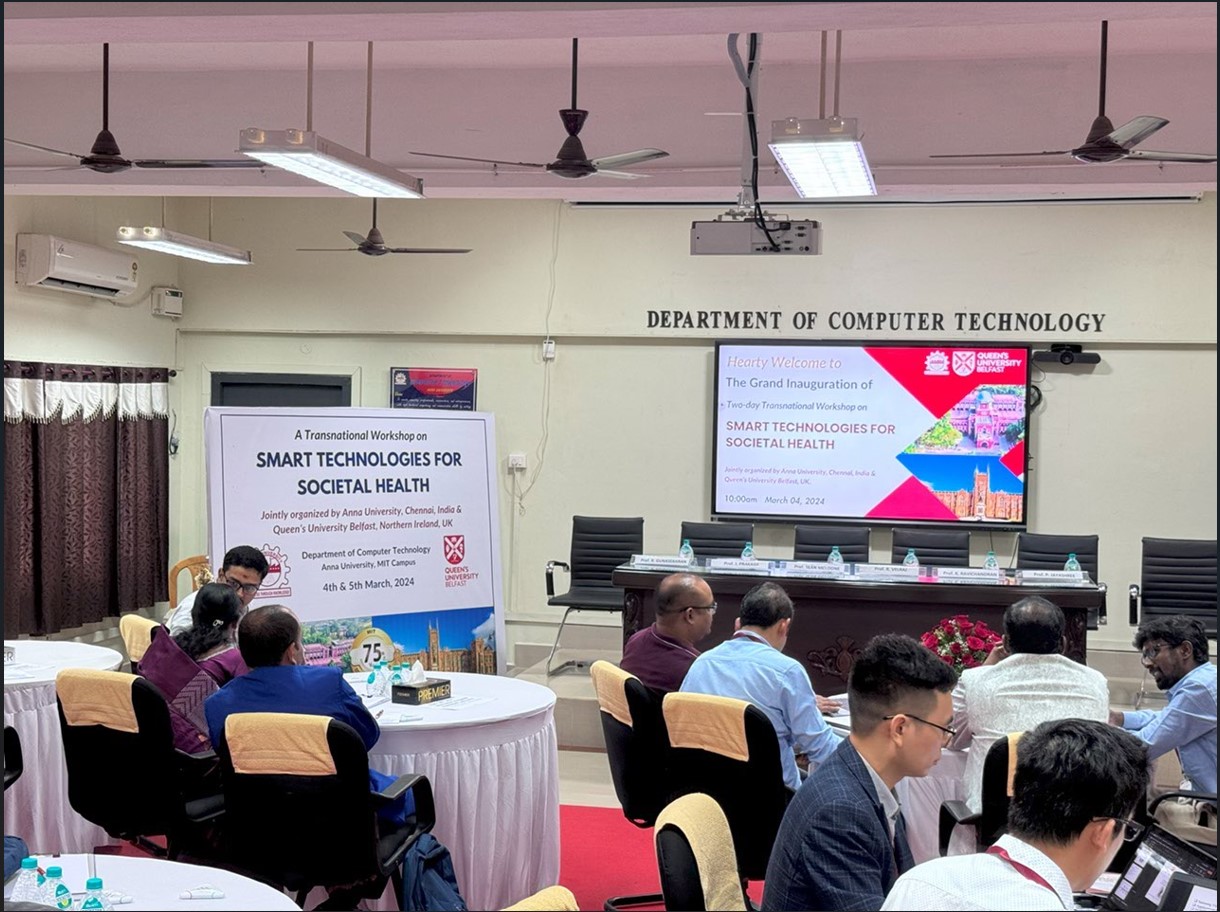 DEPARTMENT OF COMPUTER TECHNOLOGY
Hearty Welcome to
The Grand Inauguration of
Two-day Transnational Workshop on
SMART TECHNOLOGIES FOR
SOCIETAL HEALTH
Jointly organized by Anna University, Chennai, India &
Queen's University Belfast, UK.
10:00am March 04, 2024
QUEEN'S
UNIVERSITY
BELFAST
A Transnational Workshop on
SMART TECHNOLOGIES FOR
SOCIETAL HEALTH
Jointly organized by Anna University, Chennai, India &
Queen's University Belfast, Northern Ireland, UK
Department of Computer Technology
Anna University, MIT Campus
4th & 5th March, 2024
QUEEN'S
UNIVERSITY
BELFAST
MIT
75
PREMIER